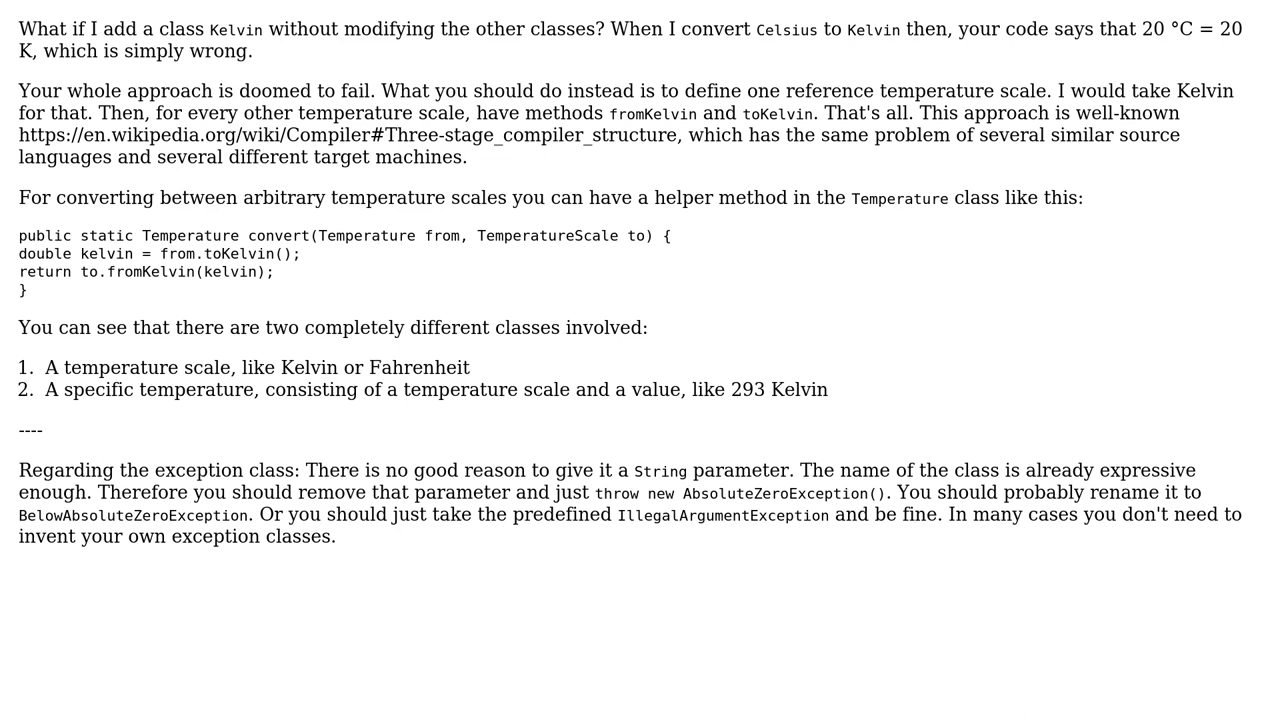 What if I add a class Kelvin without modifying the other classes? When I convert Celsius to Kelvin then, your code says that 20 °C = 20
K, which is simply wrong.
Your whole approach is doomed to fail. What you should do instead is to define one reference temperature scale. I would take Kelvin
for that. Then, for every other temperature scale, have methods fromKelvin and toKelvin. That's all. This approach is well-known
https://en.wikipedia.org/wiki/Compiler#Three-stage_compiler_structure, which has the same problem of several similar source
languages and several different target machines.
For converting between arbitrary temperature scales you can have a helper method in the Temperature class like this:
public static Temperature convert(Temperature from, TemperatureScale to) {
double kelvin = from.toKelvin();
return to.fromKelvin(kelvin);
}
You can see that there are two completely different classes involved:
1. A temperature scale, like Kelvin or Fahrenheit
2. A specific temperature, consisting of a temperature scale and a value, like 293 Kelvin
----
Regarding the exception class: There is no good reason to give it a String parameter. The name of the class is already expressive
enough. Therefore you should remove that parameter and just throw new AbsoluteZeroException(). You should probably rename it to
BelowAbsoluteZeroException. Or you should just take the predefined IllegalArgumentException and be fine. In many cases you don't need to
invent your own exception classes.